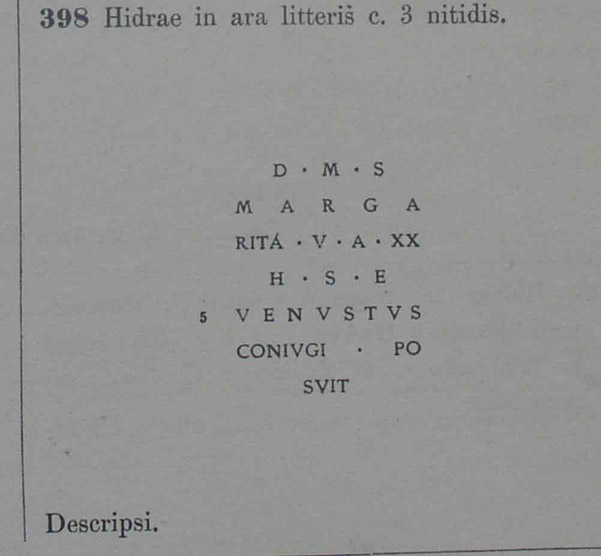 398 Hidrae in ara litteris c. 3 nitidis.
D · M · S
M A R G A
RITÁ · V · A · XX
H · S · E
5 V E N V S T V S
CONIVGI · PO
SVIT
Descripsi.